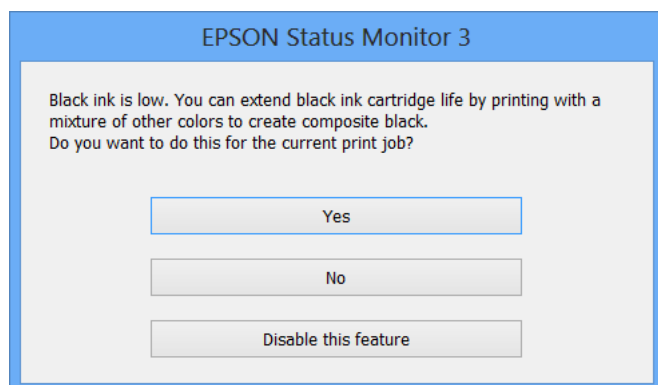 EPSON Status Monitor 3
Black ink is low. You can extend black ink cartridge life by printing with a
mixture of other colors to create composite black.
Do you want to do this for the current print job?
Yes
No
Disable this feature